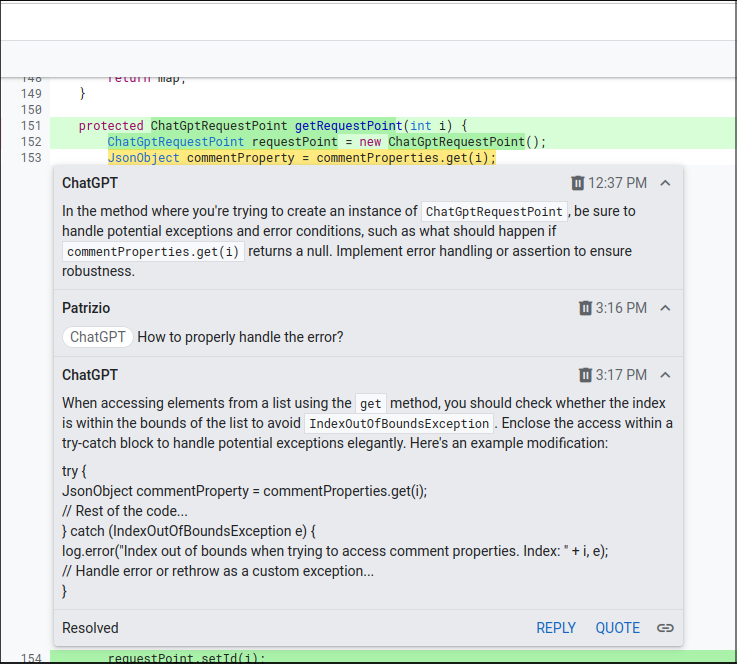 148 return map;
149 }
150
151 protected ChatGptRequestPoint getRequestPoint(int i) {
152 ChatGptRequestPoint requestPoint = new ChatGptRequestPoint();
153 JsonObject commentProperty = commentProperties.get(i);
ChatGPT 12:37 PM
In the method where you're trying to create an instance of ChatGptRequestPoint, be sure to
handle potential exceptions and error conditions, such as what should happen if
commentProperties.get(i) returns a null. Implement error handling or assertion to ensure
robustness.
Patrizio 3:16 PM
ChatGPT How to properly handle the error?
ChatGPT 3:17 PM
When accessing elements from a list using the get method, you should check whether the index
is within the bounds of the list to avoid IndexOutOfBoundsException. Enclose the access within a
try-catch block to handle potential exceptions elegantly. Here's an example modification:
try {
JsonObject commentProperty = commentProperties.get(i);
// Rest of the code...
} catch (IndexOutOfBoundsException e) {
log.error("Index out of bounds when trying to access comment properties. Index: " + i, e);
// Handle error or rethrow as a custom exception...
}
Resolved REPLY QUOTE
154 requestPoint.setId(i);